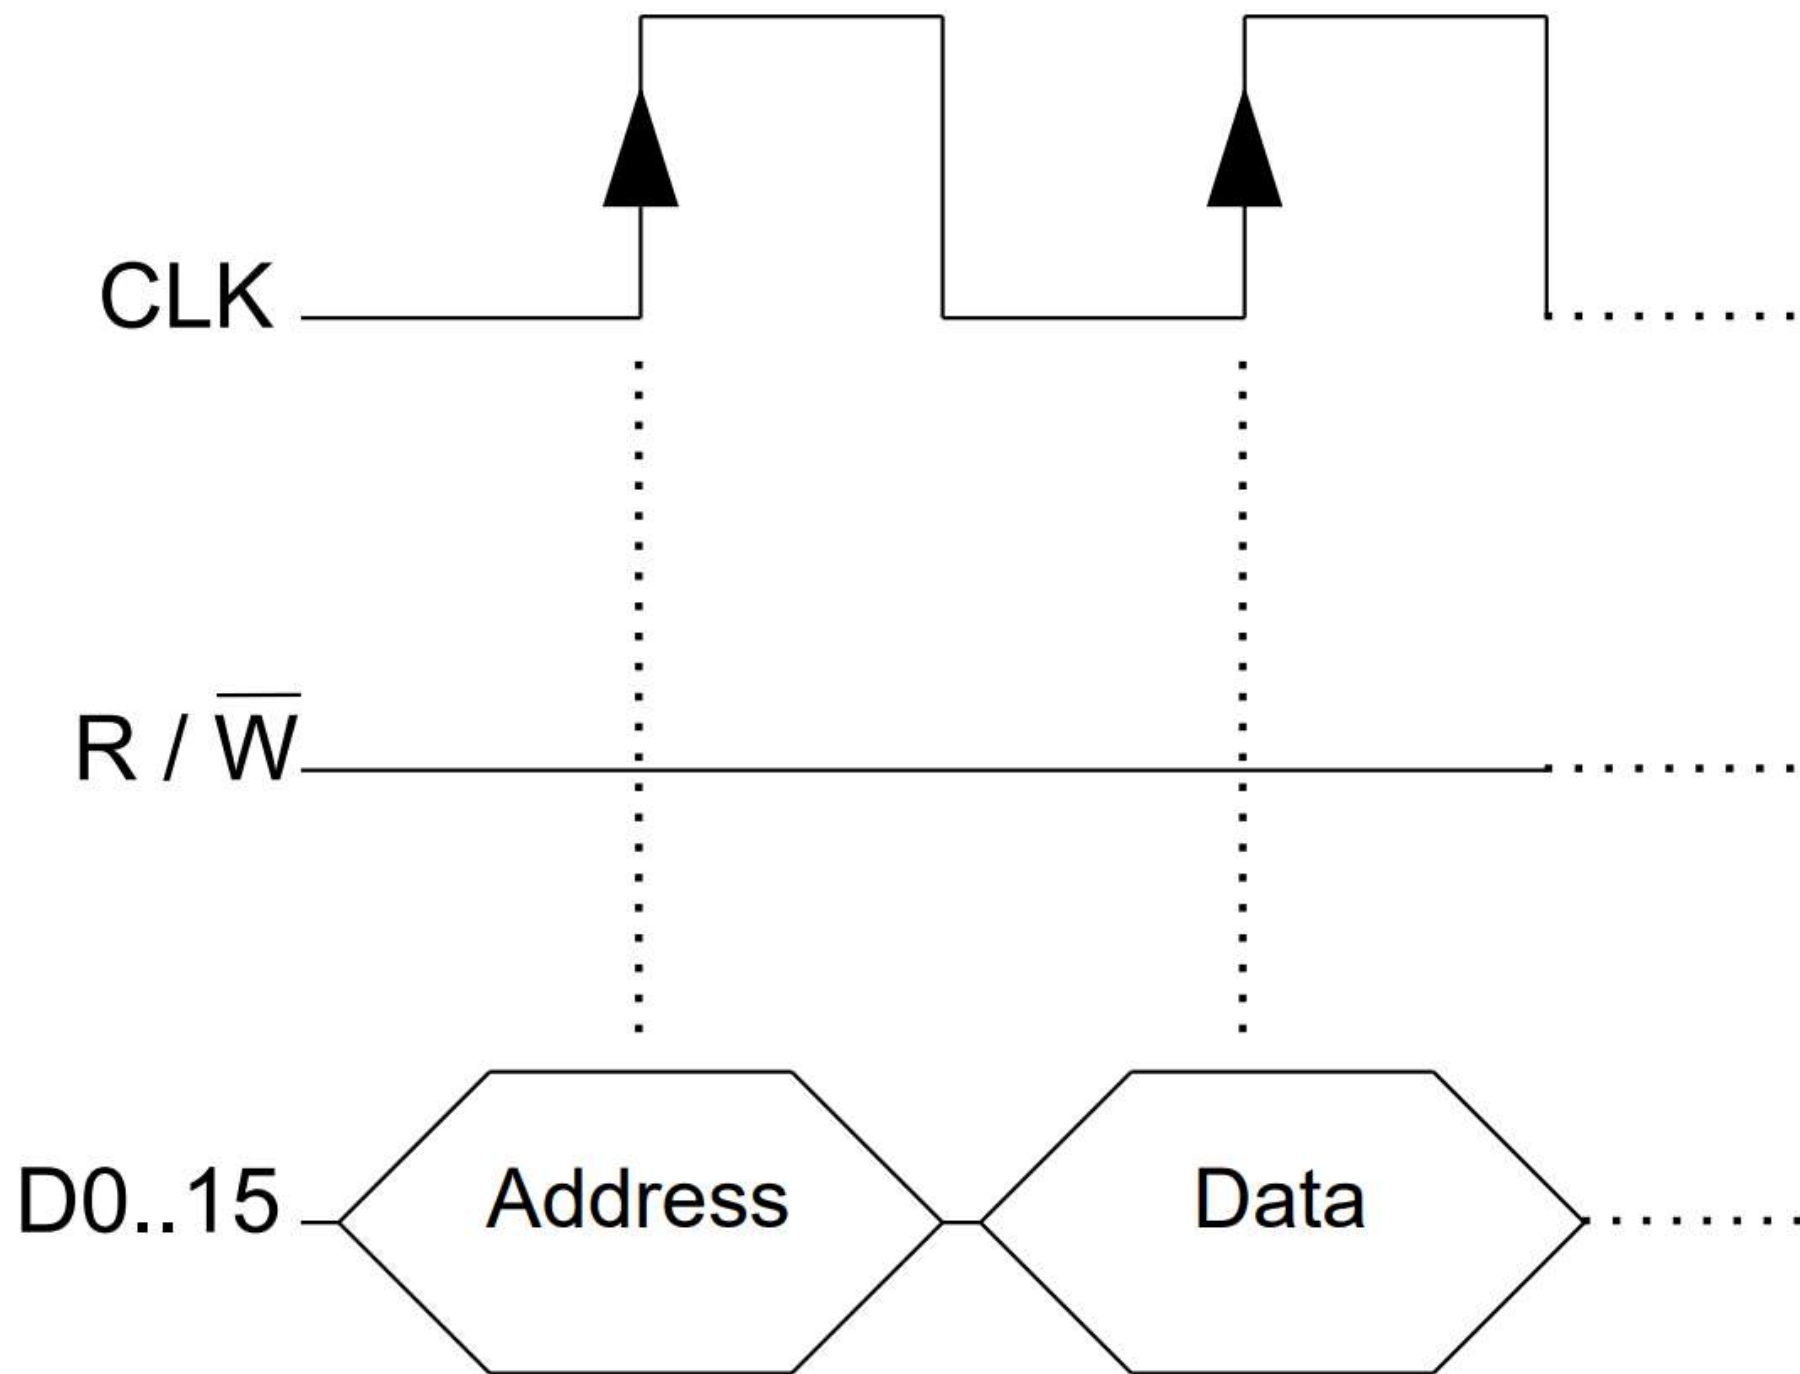 CLK
R / W̅
D0..15
Address
Data